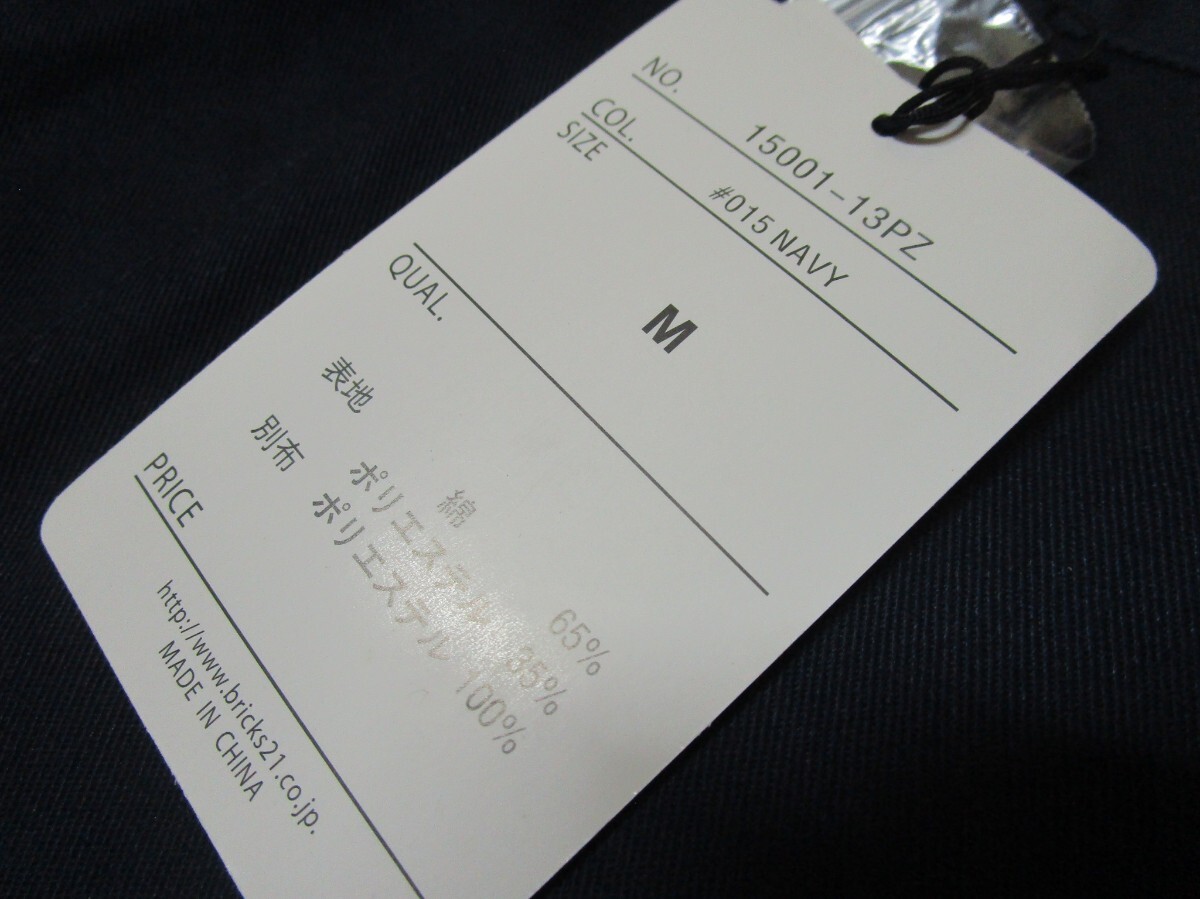 NO. 15001-13PZ
COL. #015 NAVY
SIZE
M
QUAL.
表地 綿 65%
ポリエステル 35%
別布 ポリエステル 100%
PRICE
http://www.bricks21.co.jp.
MADE IN CHINA